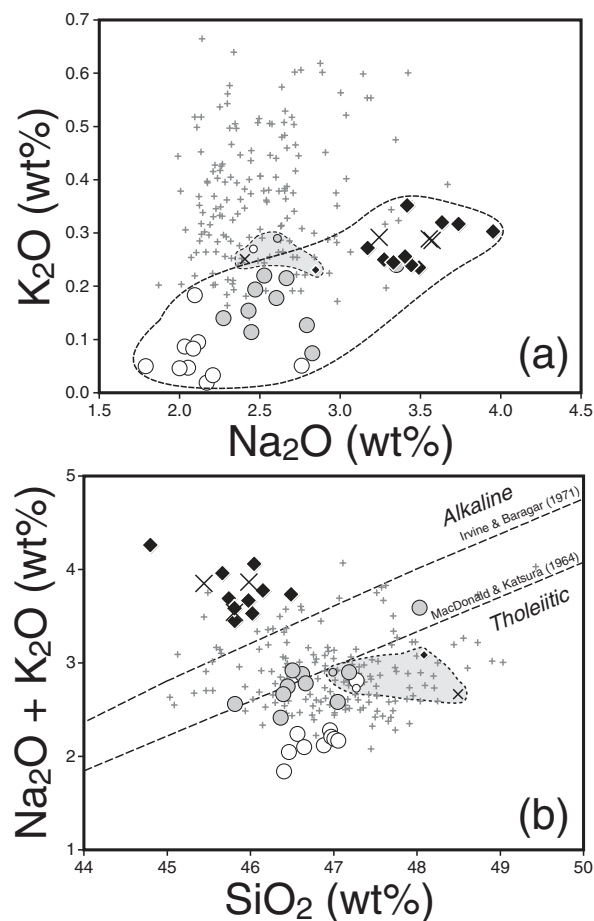 0.7
0.6
0.5
0.4
0.3
0.2
0.1
0.0
K₂O (wt%)
(a)
1.5 2.0 2.5 3.0 3.5 4.0 4.5
Na₂O (wt%)
5
4
3
2
1
Na₂O + K₂O (wt%)
Alkaline
Irvine & Baragar (1971)
MacDonald & Katsura (1964)
Tholeiitic
(b)
44 45 46 47 48 49 50
SiO₂ (wt%)